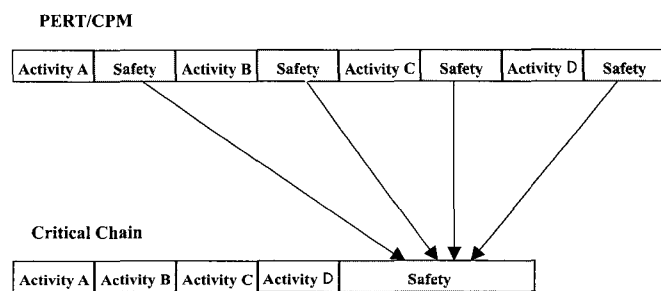 PERT/CPM
Activity A Safety Activity B Safety Activity C Safety Activity D Safety
Critical Chain
Activity A Activity B Activity C Activity D Safety